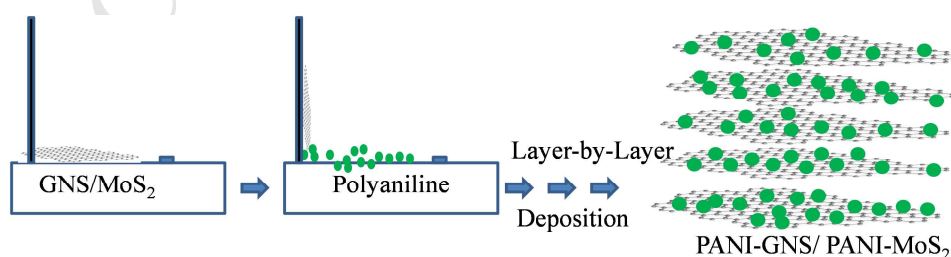 GNS/MoS₂
Polyaniline
Layer-by-Layer
Deposition
PANI-GNS/ PANI-MoS₂